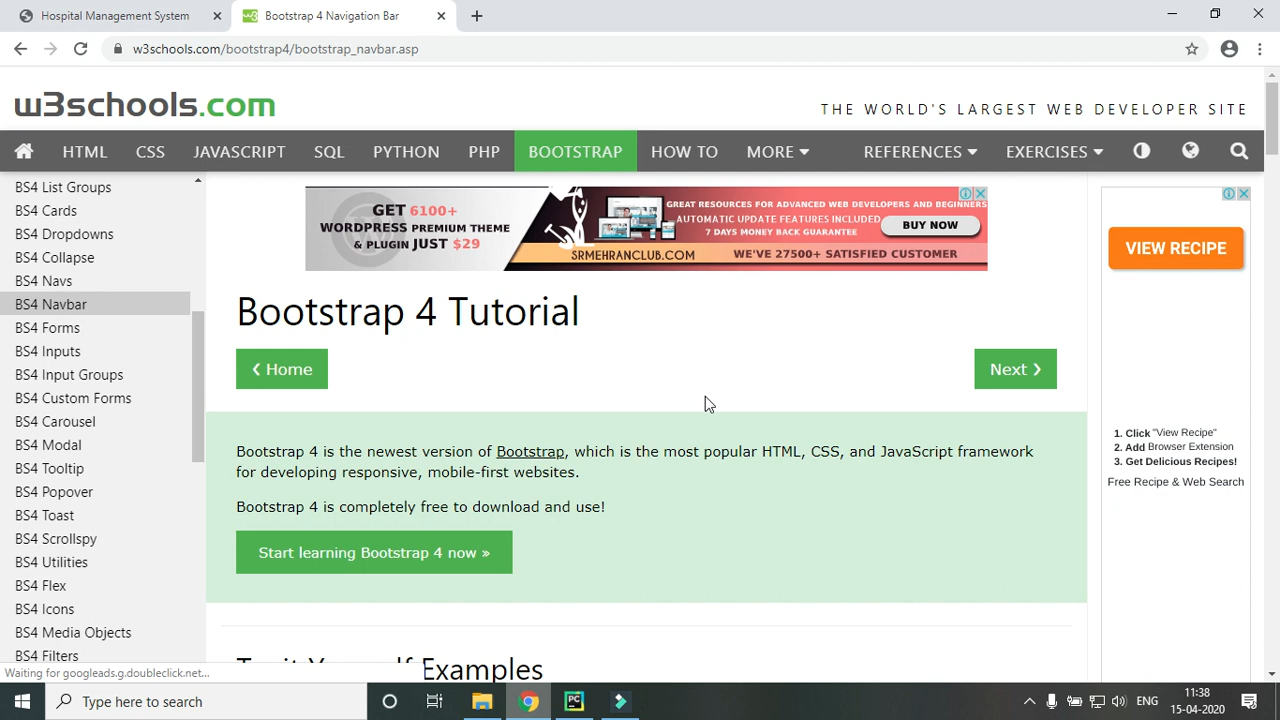 Hospital Management System
Bootstrap 4 Navigation Bar
w3schools.com/bootstrap4/bootstrap_navbar.asp
w3schools.com
THE WORLD'S LARGEST WEB DEVELOPER SITE
HTML CSS JAVASCRIPT SQL PYTHON PHP BOOTSTRAP HOW TO MORE REFERENCES EXERCISES
BS4 List Groups
BS4 Cards
BS4 Dropdowns
BS4 Collapse
BS4 Navs
BS4 Navbar
BS4 Forms
BS4 Inputs
BS4 Input Groups
BS4 Custom Forms
BS4 Carousel
BS4 Modal
BS4 Tooltip
BS4 Popover
BS4 Toast
BS4 Scrollspy
BS4 Utilities
BS4 Flex
BS4 Icons
BS4 Media Objects
BS4 Filters
GET 6100+
WORDPRESS PREMIUM THEME
& PLUGIN JUST $29
GREAT RESOURCES FOR ADVANCED WEB DEVELOPERS AND BEGINNERS
AUTOMATIC UPDATE FEATURES INCLUDED
7 DAYS MONEY BACK GUARANTEE
BUY NOW
SRMEHRANCLUB.COM WE'VE 27500+ SATISFIED CUSTOMER
Bootstrap 4 Tutorial
❮ Home
Next ❯
Bootstrap 4 is the newest version of Bootstrap, which is the most popular HTML, CSS, and JavaScript framework
for developing responsive, mobile-first websites.
Bootstrap 4 is completely free to download and use!
Start learning Bootstrap 4 now »
Examples
VIEW RECIPE
1. Click "View Recipe"
2. Add Browser Extension
3. Get Delicious Recipes!
Free Recipe & Web Search
Waiting for googleads.g.doubleclick.net...
Type here to search
PC
ENG
11:38
15-04-2020